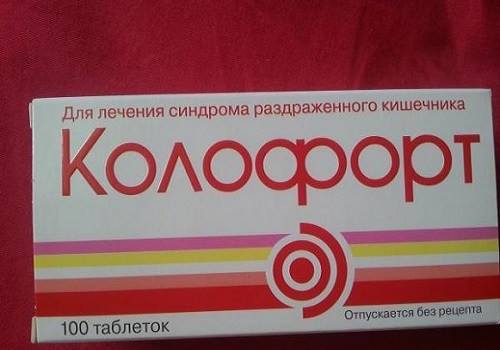 Для лечения синдрома раздраженного кишечника
Колофорт
Отпускается без рецепта
100 таблеток